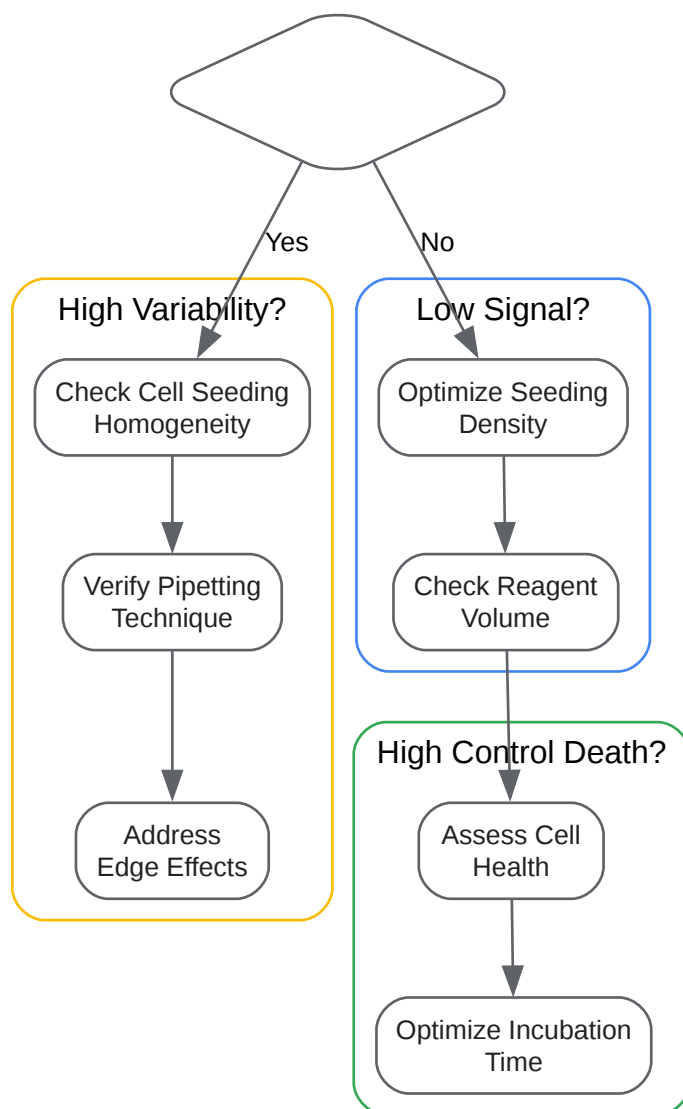 Yes
No
High Variability?
Low Signal?
Check Cell Seeding
Homogeneity
Optimize Seeding
Density
Verify Pipetting
Technique
Check Reagent
Volume
High Control Death?
Address
Edge Effects
Assess Cell
Health
Optimize Incubation
Time